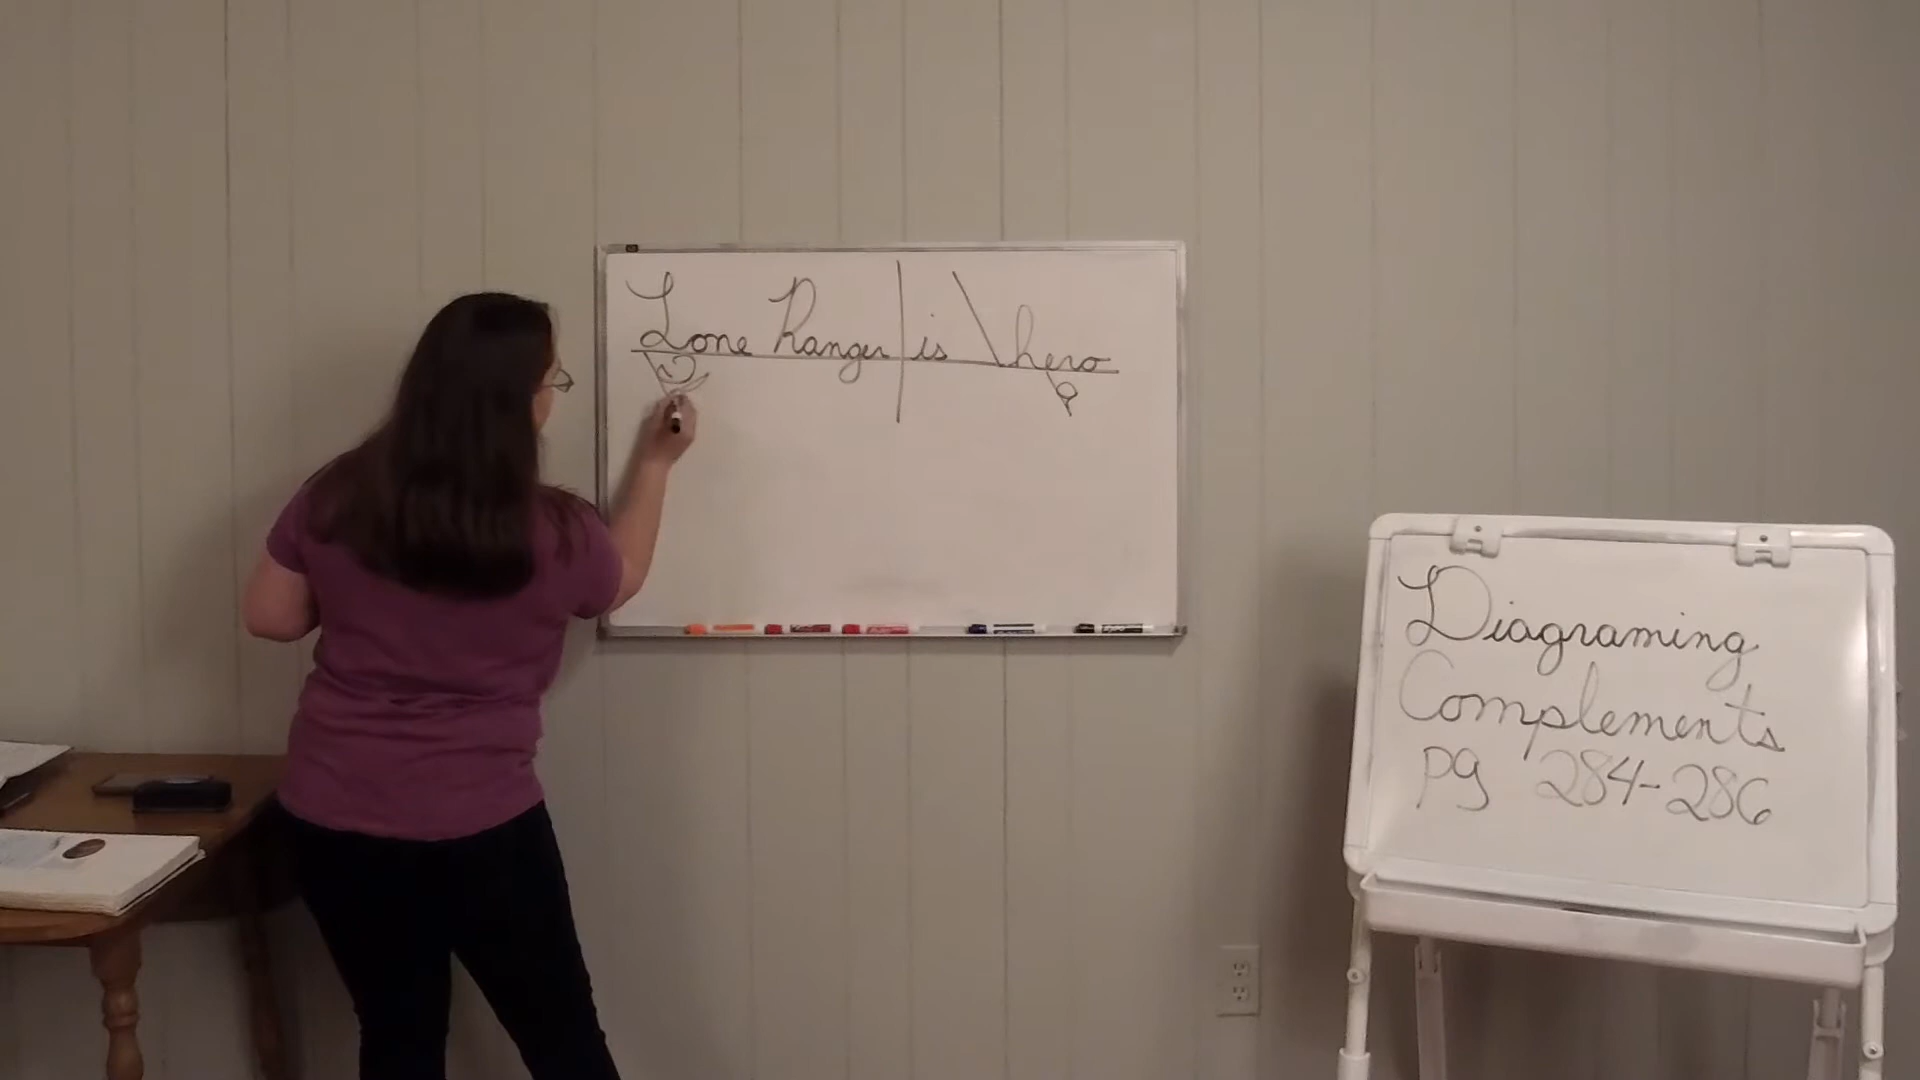 Lone Ranger is hero
a
Diagraming
Complements
pg 284-286